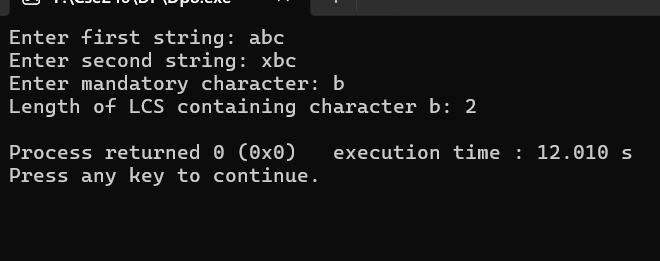 Enter first string: abc
Enter second string: xbc
Enter mandatory character: b
Length of LCS containing character b: 2
Process returned 0 (0x0)   execution time : 12.010 s
Press any key to continue.